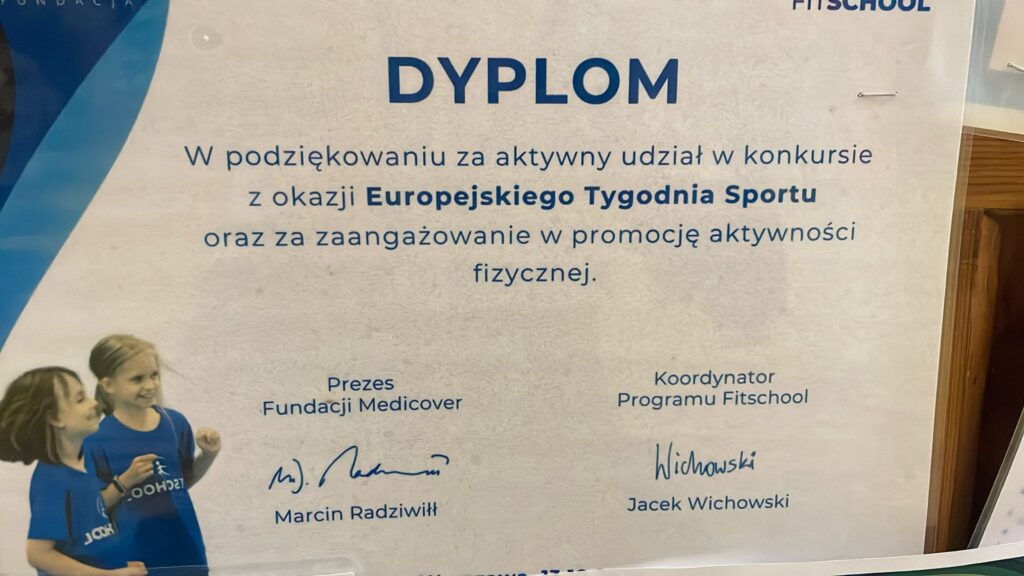 FUNDACJA
FITSCHOOL
DYPLOM
W podziękowaniu za aktywny udział w konkursie
z okazji Europejskiego Tygodnia Sportu
oraz za zaangażowanie w promocję aktywności
fizycznej.
Prezes
Fundacji Medicover
Koordynator
Programu Fitschool
Wichowski
Marcin Radziwiłł
Jacek Wichowski